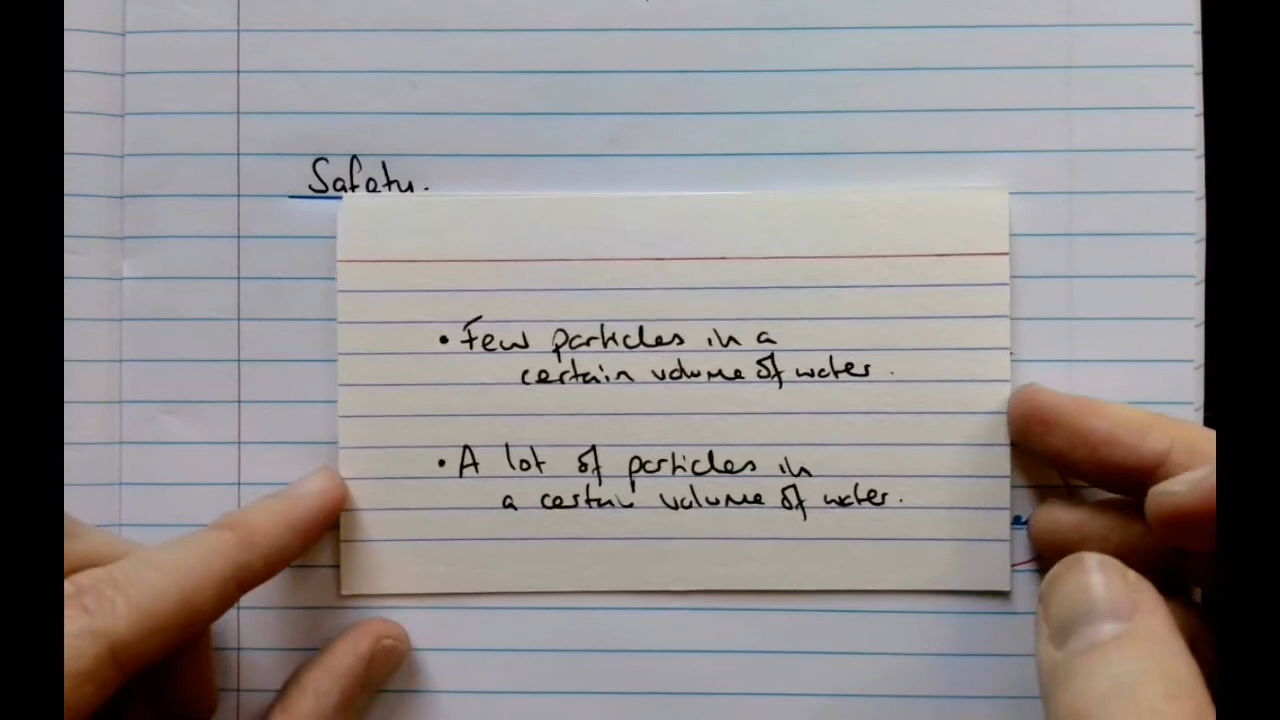 Safety.
• Few particles in a
certain volume of water.
• A lot of particles in
a certain volume of water.